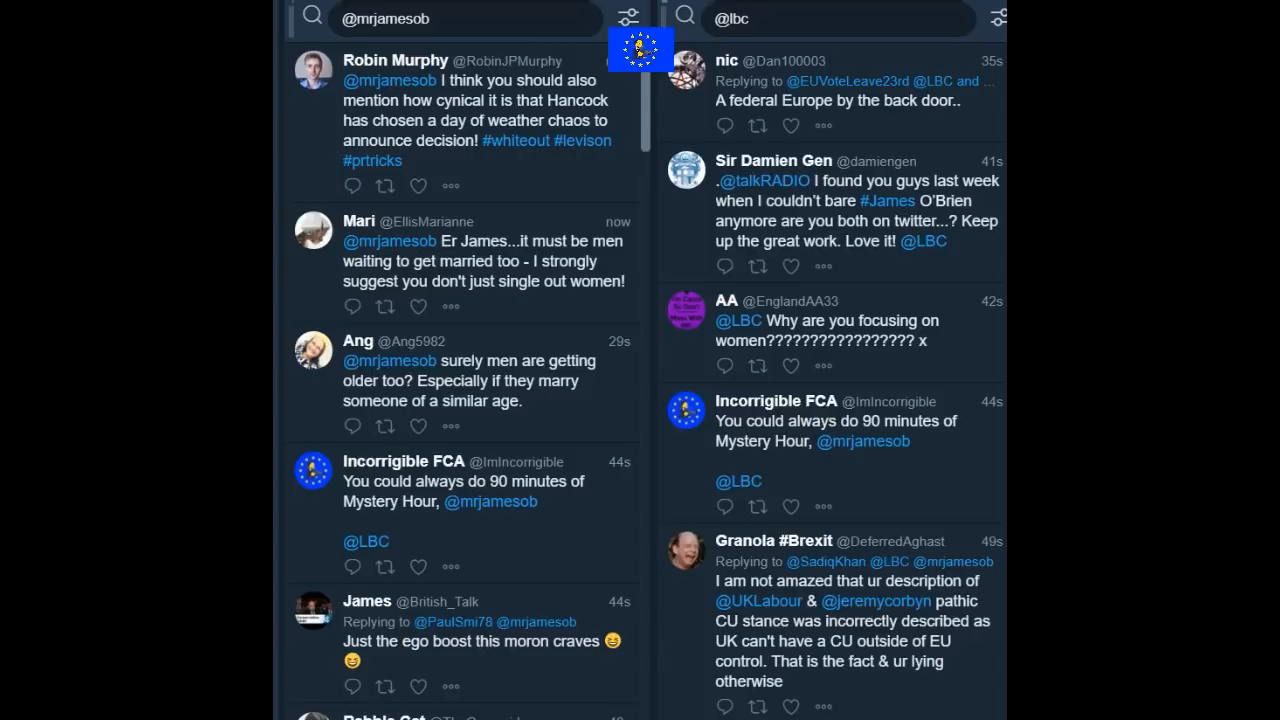 @mrjamesob
Robin Murphy @RobinJPMurphy
@mrjamesob I think you should also
mention how cynical it is that Hancock
has chosen a day of weather chaos to
announce decision! #whiteout #levison
#prtricks
Mari @EllisMarianne now
@mrjamesob Er James...it must be men
waiting to get married too - I strongly
suggest you don't just single out women!
Ang @Ang5982 29s
@mrjamesob surely men are getting
older too? Especially if they marry
someone of a similar age.
Incorrigible FCA @ImIncorrigible 44s
You could always do 90 minutes of
Mystery Hour, @mrjamesob
@LBC
James @British_Talk 44s
Replying to @PaulSmi78 @mrjamesob
Just the ego boost this moron craves 😆
😆
@lbc
nic @Dan100003 35s
Replying to @EUVoteLeave23rd @LBC and ...
A federal Europe by the back door..
Sir Damien Gen @damiengen 41s
.@talkRADIO I found you guys last week
when I couldn't bare #James O'Brien
anymore are you both on twitter...? Keep
up the great work. Love it! @LBC
AA @EnglandAA33 42s
@LBC Why are you focusing on
women????????????????? x
Incorrigible FCA @ImIncorrigible 44s
You could always do 90 minutes of
Mystery Hour, @mrjamesob
@LBC
Granola #Brexit @DeferredAghast 49s
Replying to @SadiqKhan @LBC @mrjamesob
I am not amazed that ur description of
@UKLabour & @jeremycorbyn pathic
CU stance was incorrectly described as
UK can't have a CU outside of EU
control. That is the fact & ur lying
otherwise